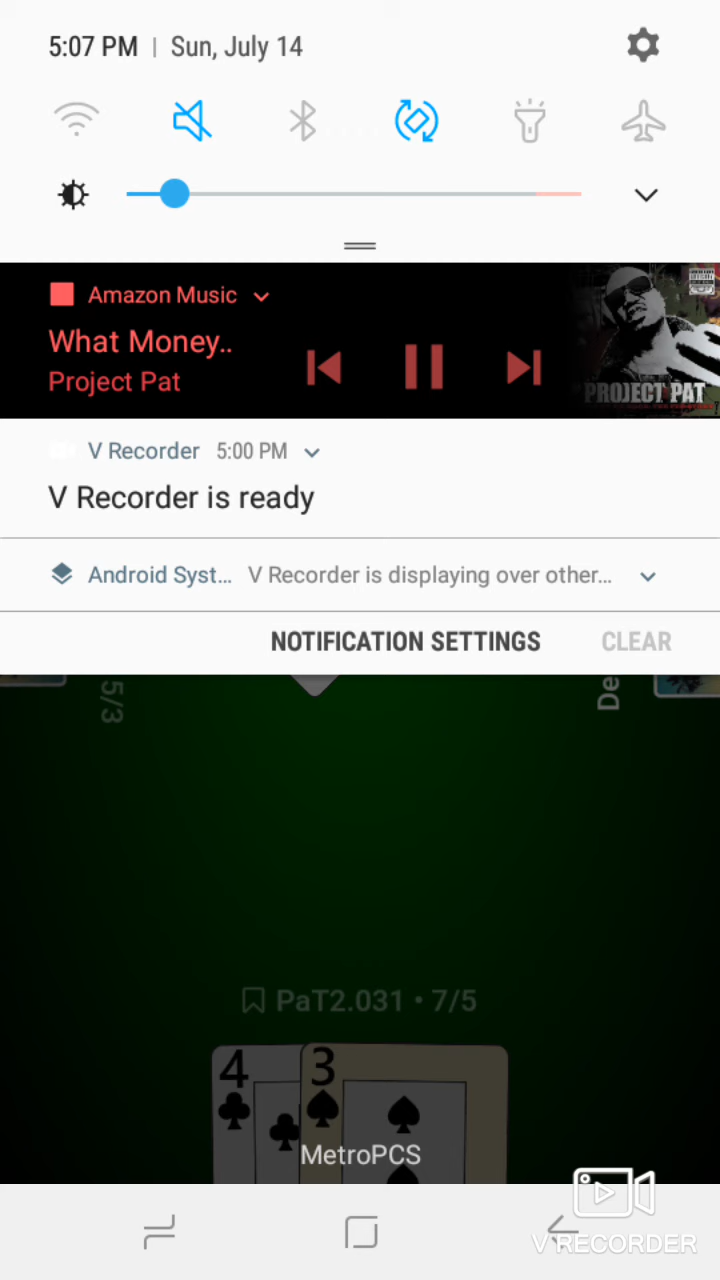 5:07 PM | Sun, July 14
Amazon Music
What Money..
Project Pat
PROJECT PAT
V Recorder 5:00 PM
V Recorder is ready
Android Syst... V Recorder is displaying over other...
NOTIFICATION SETTINGS CLEAR
5/3
De
PaT2.031 • 7/5
4 3
MetroPCS
V RECORDER